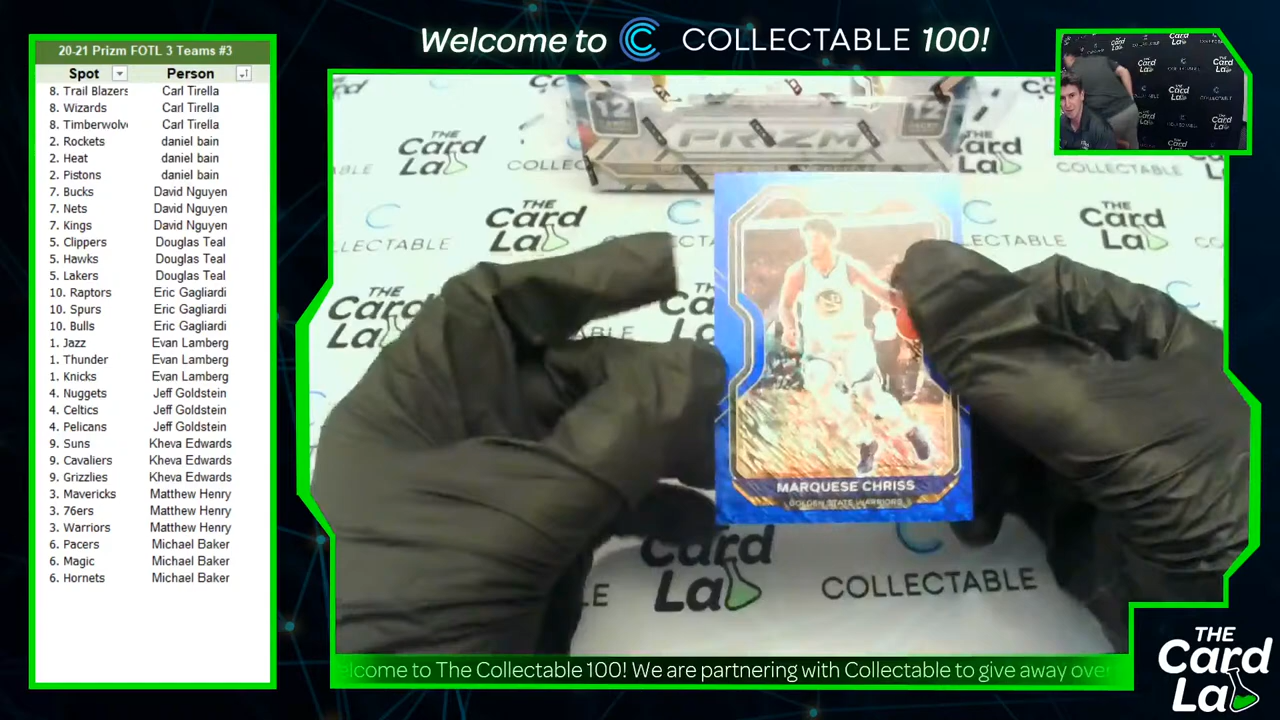 Welcome to COLLECTABLE 100!
20-21 Prizm FOTL 3 Teams #3
Spot Person
8. Trail Blazers Carl Tirella
8. Wizards Carl Tirella
8. Timberwolv Carl Tirella
2. Rockets daniel bain
2. Heat daniel bain
2. Pistons daniel bain
7. Bucks David Nguyen
7. Nets David Nguyen
7. Kings David Nguyen
5. Clippers Douglas Teal
5. Hawks Douglas Teal
5. Lakers Douglas Teal
10. Raptors Eric Gagliardi
10. Spurs Eric Gagliardi
10. Bulls Eric Gagliardi
1. Jazz Evan Lamberg
1. Thunder Evan Lamberg
1. Knicks Evan Lamberg
4. Nuggets Jeff Goldstein
4. Celtics Jeff Goldstein
4. Pelicans Jeff Goldstein
9. Suns Kheva Edwards
9. Cavaliers Kheva Edwards
9. Grizzlies Kheva Edwards
3. Mavericks Matthew Henry
3. 76ers Matthew Henry
3. Warriors Matthew Henry
6. Pacers Michael Baker
6. Magic Michael Baker
6. Hornets Michael Baker
12 PRIZM 12
THE
Card
La
COLLECTABLE
MARQUESE CHRISS
GOLDEN STATE WARRIORS
Card
La
COLLECTABLE
elcome to The Collectable 100! We are partnering with Collectable to give away over
THE
Card
La